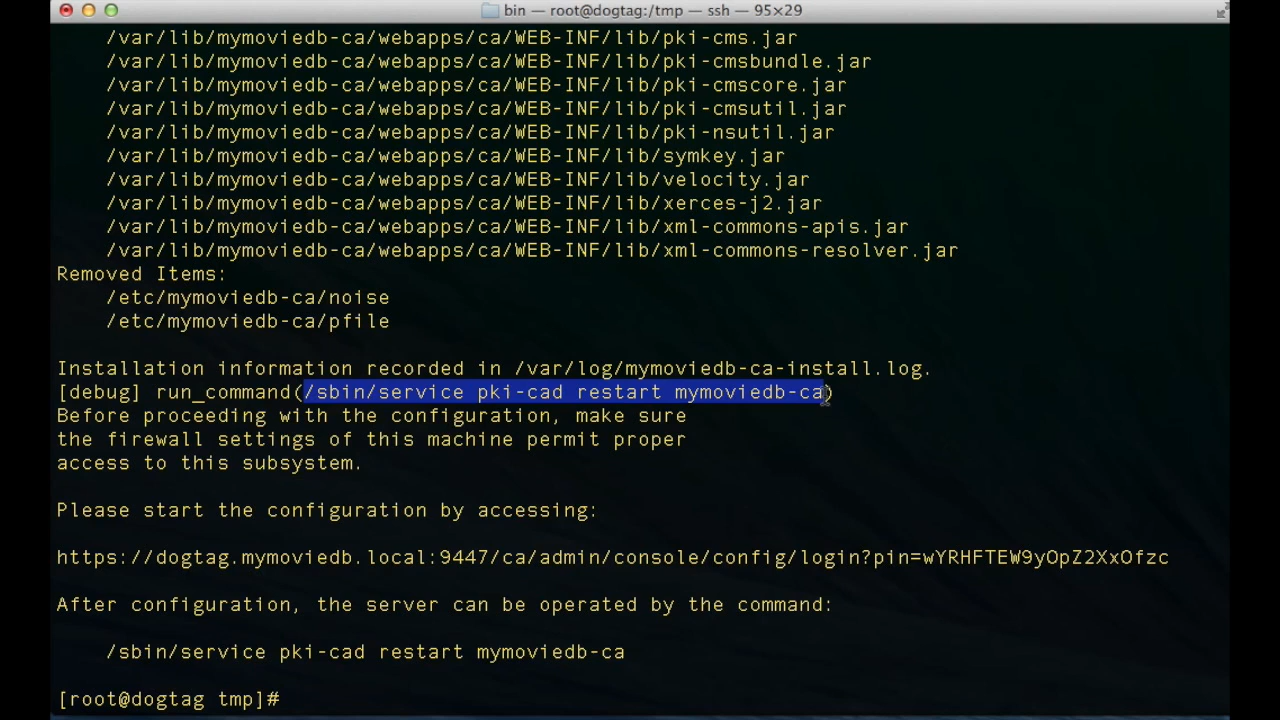 bin — root@dogtag:/tmp — ssh — 95×29
/var/lib/mymoviedb-ca/webapps/ca/WEB-INF/lib/pki-cms.jar
/var/lib/mymoviedb-ca/webapps/ca/WEB-INF/lib/pki-cmsbundle.jar
/var/lib/mymoviedb-ca/webapps/ca/WEB-INF/lib/pki-cmscore.jar
/var/lib/mymoviedb-ca/webapps/ca/WEB-INF/lib/pki-cmsutil.jar
/var/lib/mymoviedb-ca/webapps/ca/WEB-INF/lib/pki-nsutil.jar
/var/lib/mymoviedb-ca/webapps/ca/WEB-INF/lib/symkey.jar
/var/lib/mymoviedb-ca/webapps/ca/WEB-INF/lib/velocity.jar
/var/lib/mymoviedb-ca/webapps/ca/WEB-INF/lib/xerces-j2.jar
/var/lib/mymoviedb-ca/webapps/ca/WEB-INF/lib/xml-commons-apis.jar
/var/lib/mymoviedb-ca/webapps/ca/WEB-INF/lib/xml-commons-resolver.jar
Removed Items:
/etc/mymoviedb-ca/noise
/etc/mymoviedb-ca/pfile
Installation information recorded in /var/log/mymoviedb-ca-install.log.
[debug] run_command(/sbin/service pki-cad restart mymoviedb-ca)
Before proceeding with the configuration, make sure
the firewall settings of this machine permit proper
access to this subsystem.
Please start the configuration by accessing:
https://dogtag.mymoviedb.local:9447/ca/admin/console/config/login?pin=wYRHFTEW9yOpZ2XxOfzc
After configuration, the server can be operated by the command:
/sbin/service pki-cad restart mymoviedb-ca
[root@dogtag tmp]#